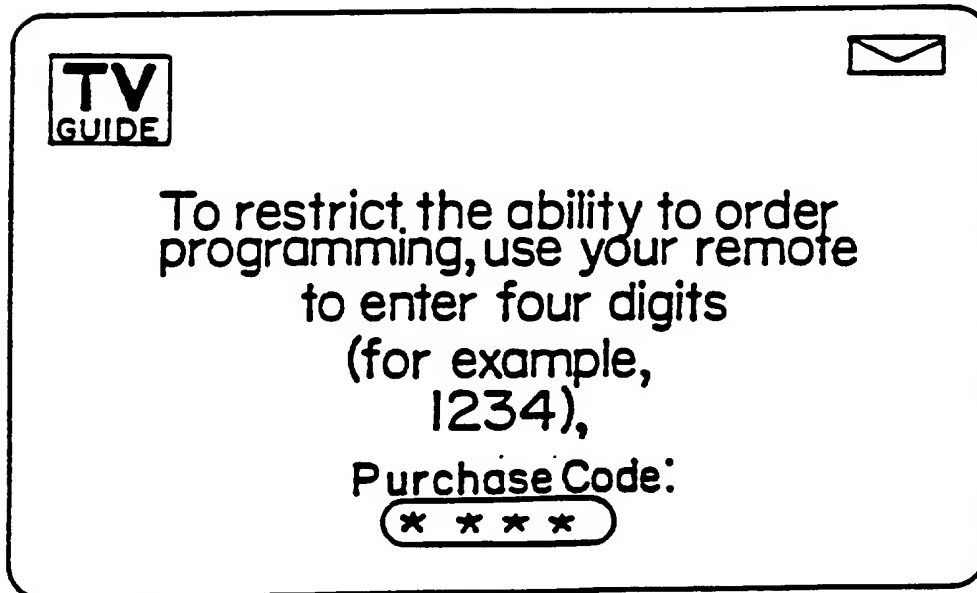 TV
GUIDE
To restrict the ability to order
programming, use your remote
to enter four digits
(for example,
1234),
Purchase Code:
* * * *